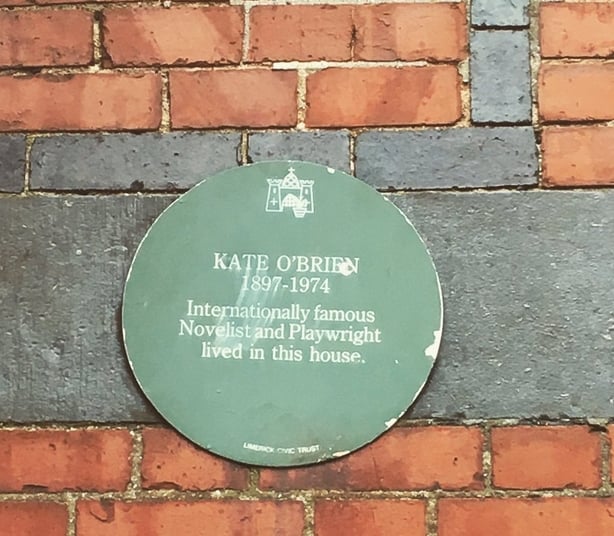 KATE O'BRIEN
1897-1974
Internationally famous
Novelist and Playwright
lived in this house.
LIMERICK CIVIC TRUST